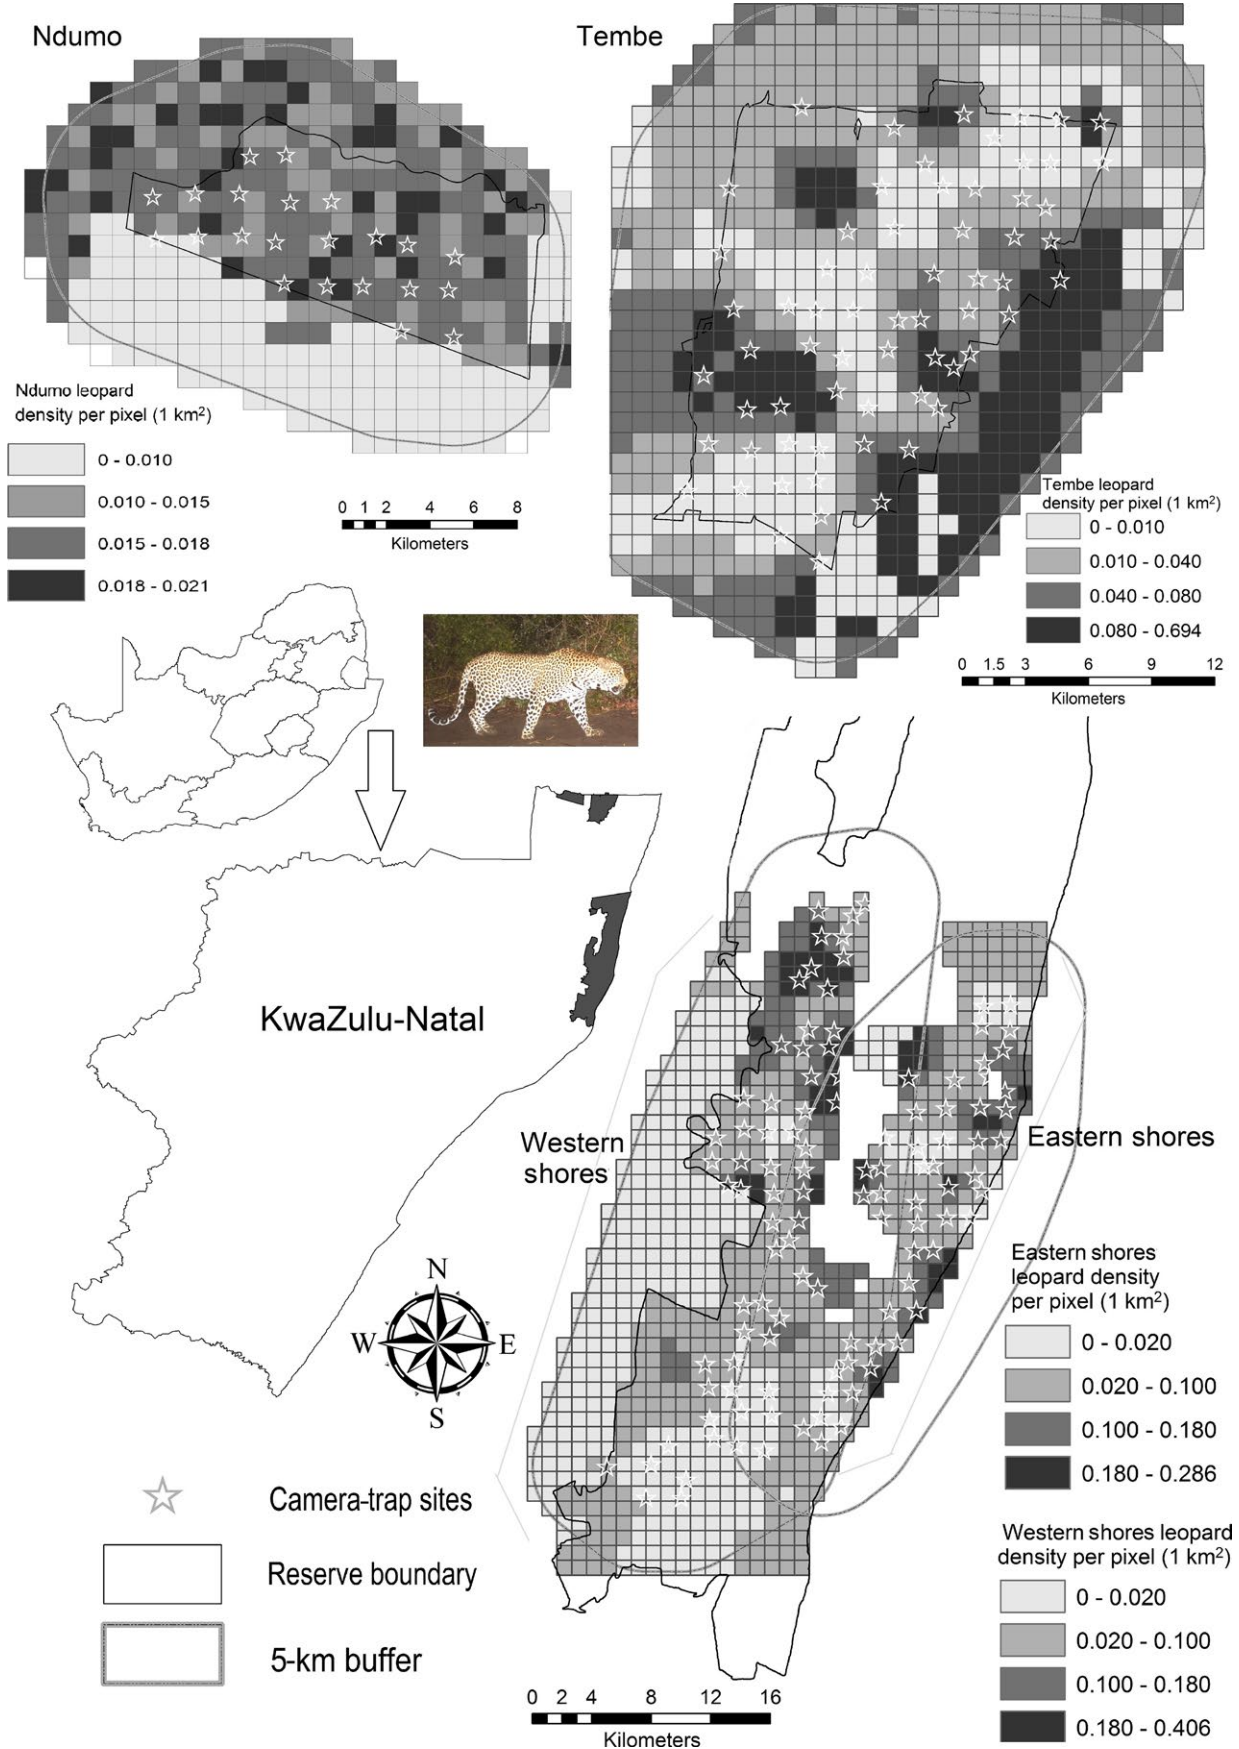 Ndumo
Tembe
Ndumo leopard
density per pixel (1 km²)
0 - 0.010
0.010 - 0.015
0.015 - 0.018
0.018 - 0.021
0 1 2 4 6 8
Kilometers
Tembe leopard
density per pixel (1 km²)
0 - 0.010
0.010 - 0.040
0.040 - 0.080
0.080 - 0.694
0 1.5 3 6 9 12
Kilometers
KwaZulu-Natal
Western
shores
Eastern shores
N
W E
S
Eastern shores
leopard density
per pixel (1 km²)
0 - 0.020
0.020 - 0.100
0.100 - 0.180
0.180 - 0.286
Camera-trap sites
Reserve boundary
5-km buffer
Western shores leopard
density per pixel (1 km²)
0 - 0.020
0.020 - 0.100
0.100 - 0.180
0.180 - 0.406
0 2 4 8 12 16
Kilometers